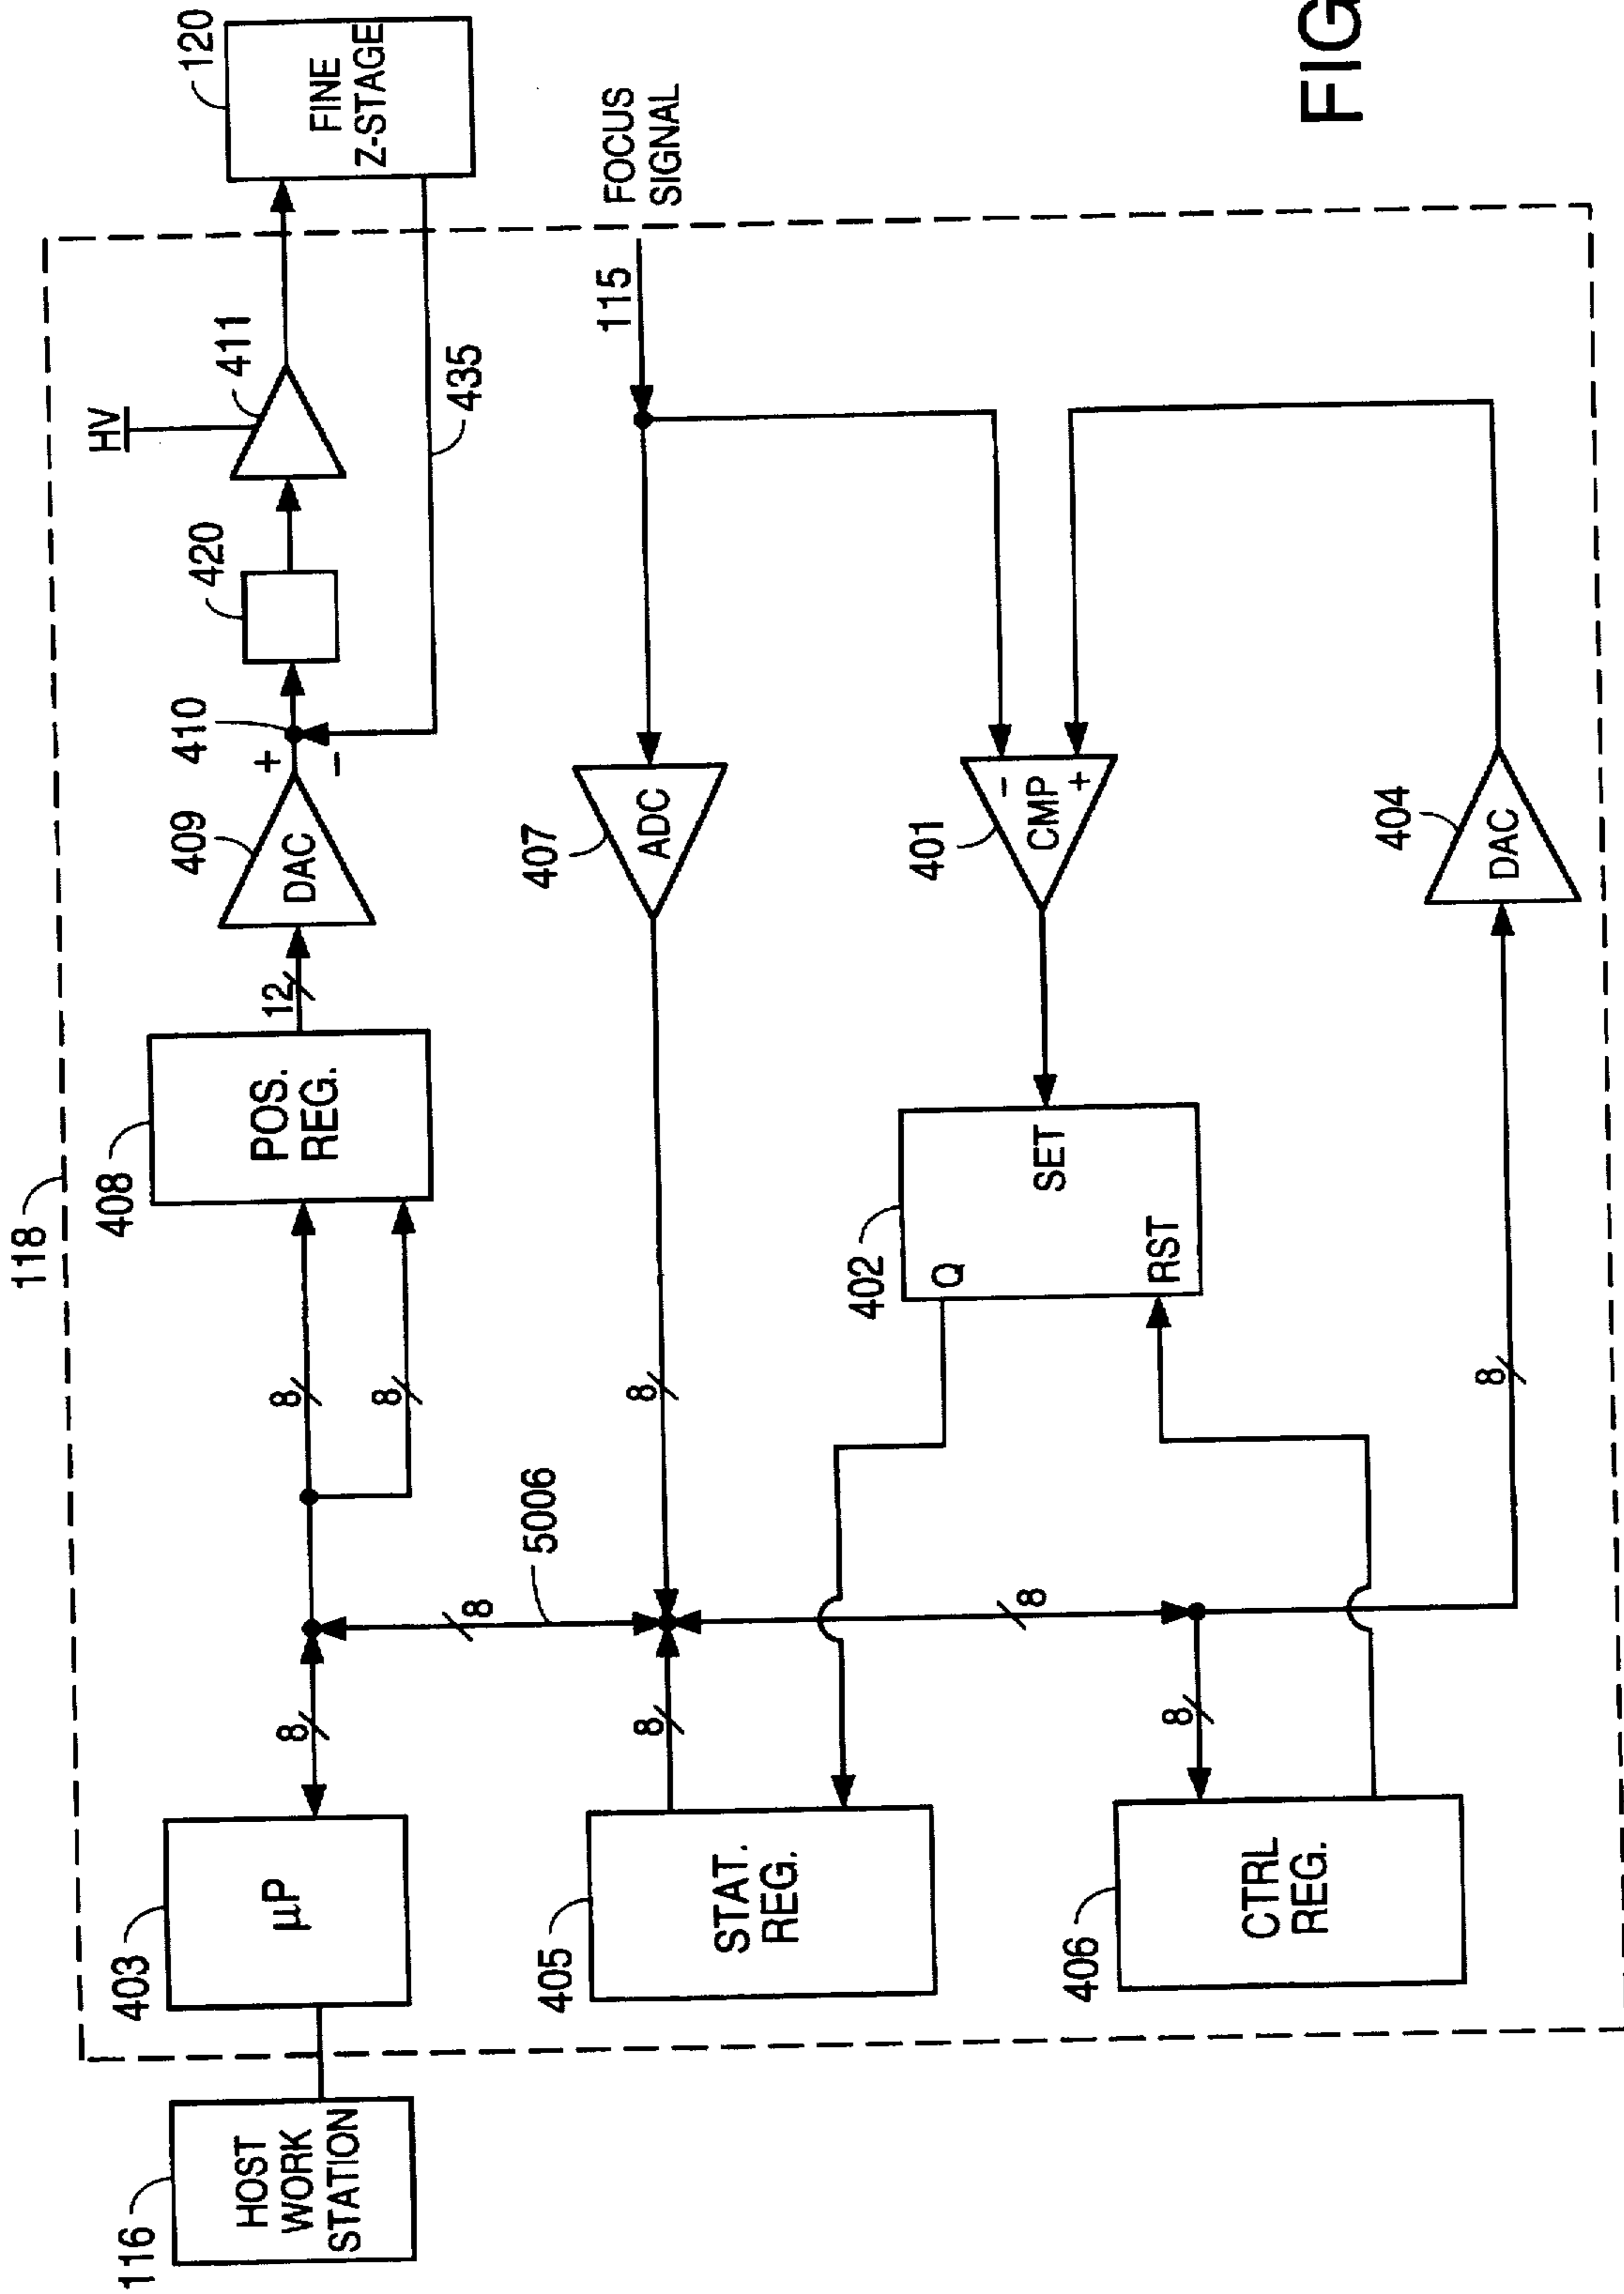 118
HV
116
HOST
WORK
STATION
403
µP
8
8
8
408
POS.
REG.
12
409
DAC
+
−
410
420
411
435
120
FINE
Z-STAGE
5006
8
8
407
ADC
115
FOCUS
SIGNAL
405
STAT.
REG.
8
8
402
Q
SET
RST
401
−
CMP
+
406
CTRL
REG.
8
8
404
DAC
FIG